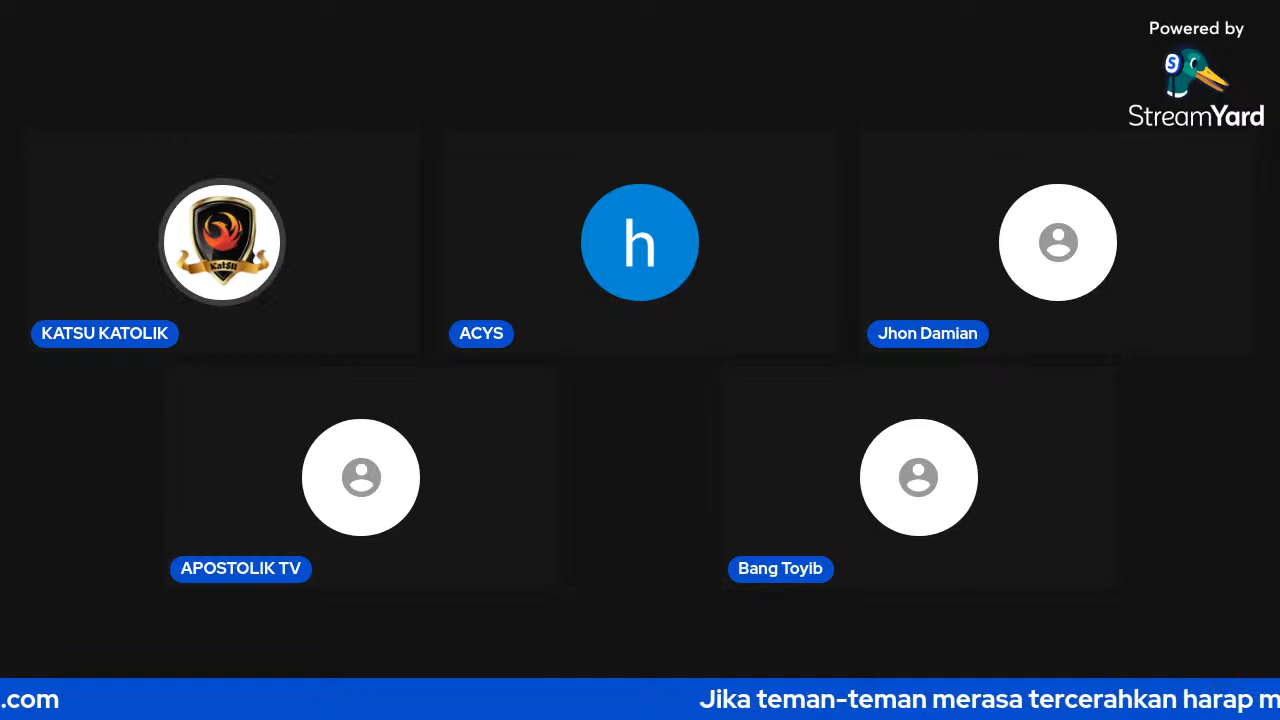 Powered by
StreamYard
KatSu
h
KATSU KATOLIK
ACYS
Jhon Damian
APOSTOLIK TV
Bang Toyib
.com
Jika teman-teman merasa tercerahkan harap